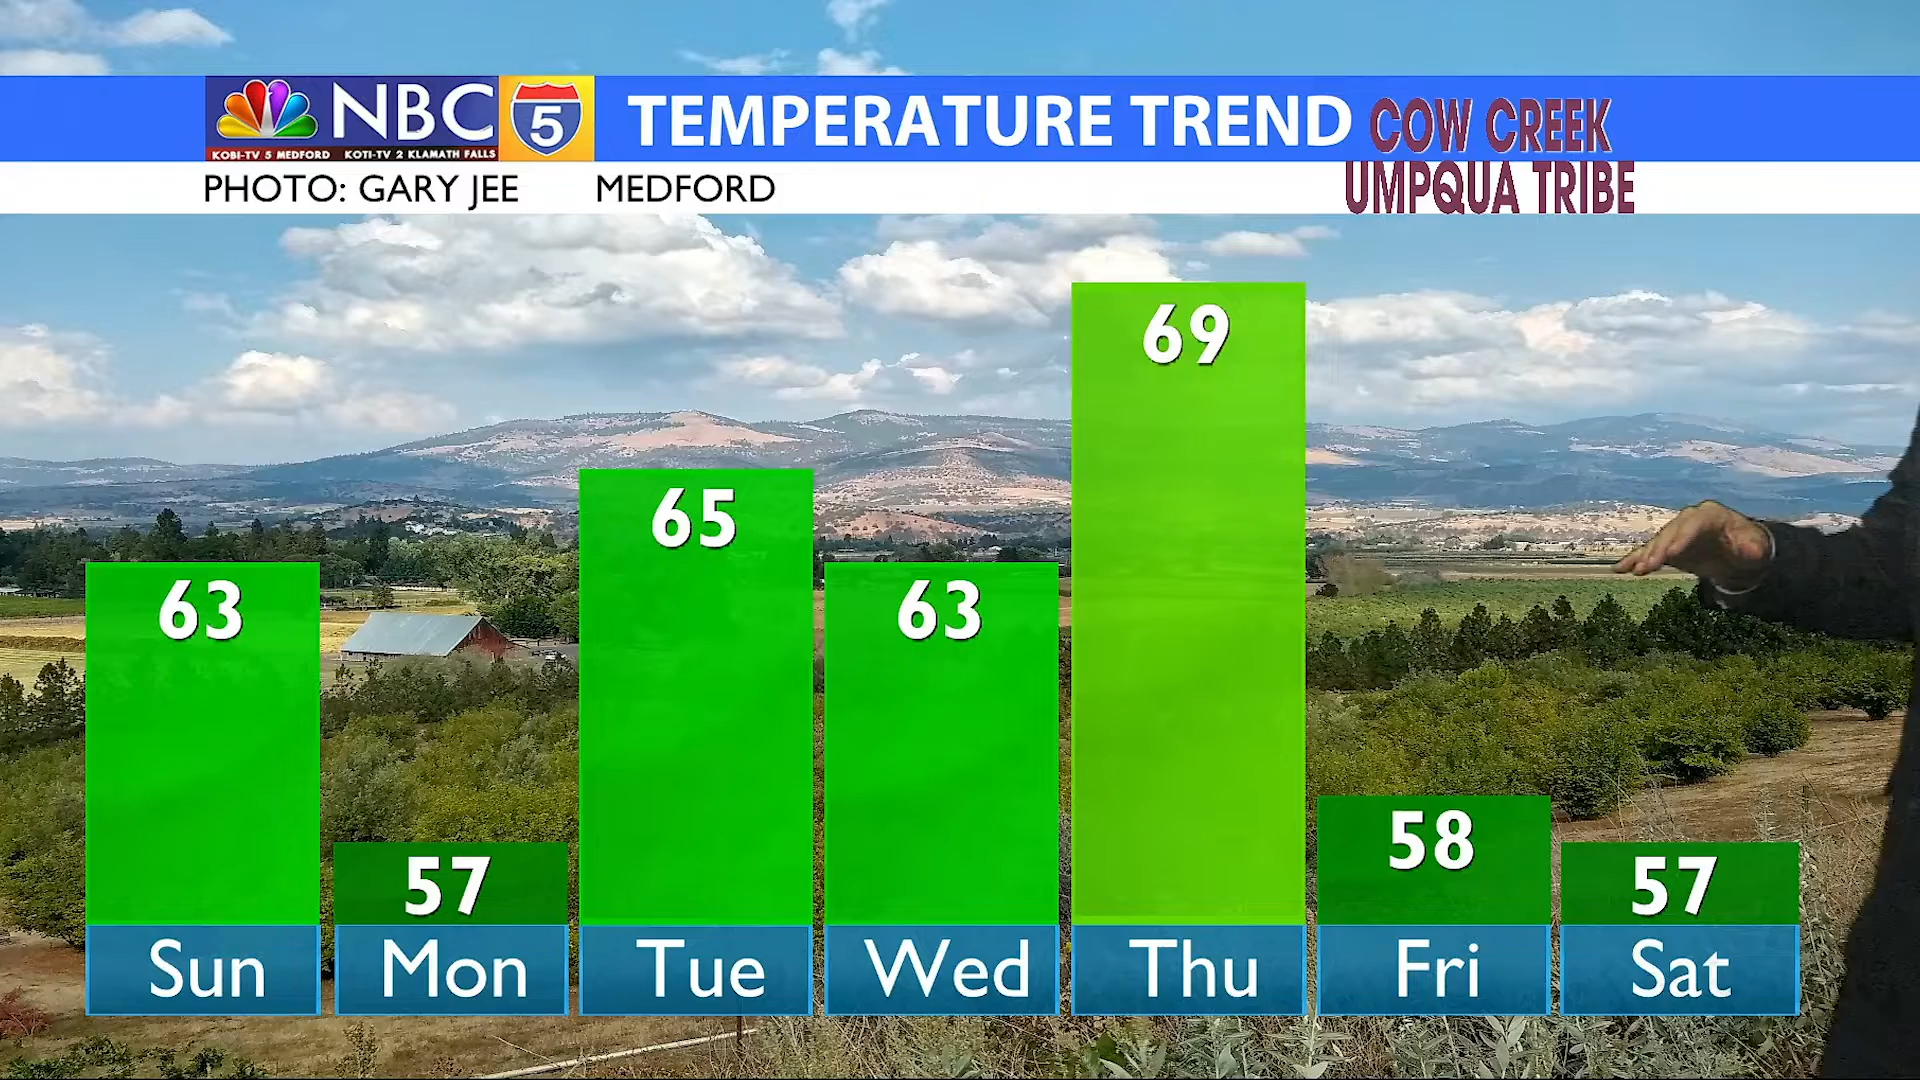 NBC 5 TEMPERATURE TREND COW CREEK
KOBI-TV 5 MEDFORD KOTI-TV 2 KLAMATH FALLS
PHOTO: GARY JEE MEDFORD UMPQUA TRIBE
63 57 65 63 69 58 57
Sun Mon Tue Wed Thu Fri Sat